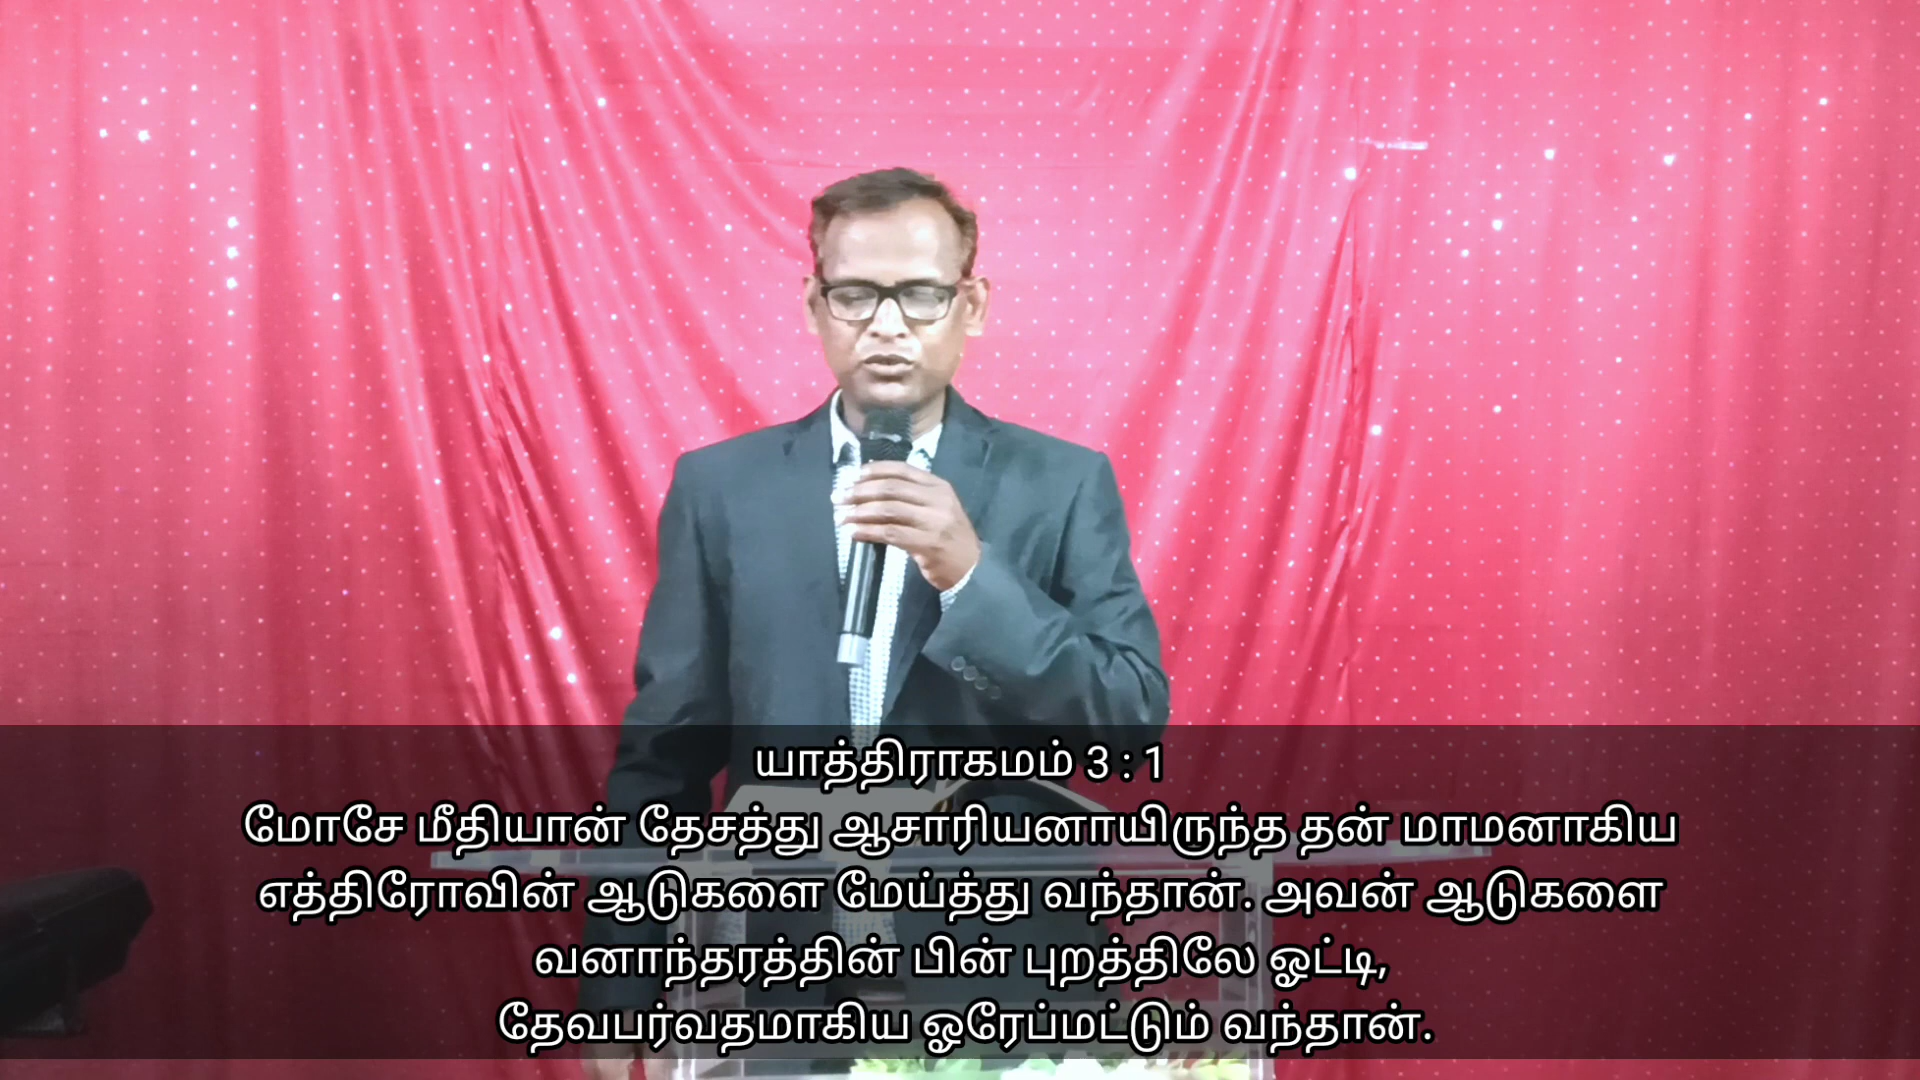 யாத்திராகமம் 3 : 1
மோசே மீதியான் தேசத்து ஆசாரியனாயிருந்த தன் மாமனாகிய
எத்திரோவின் ஆடுகளை மேய்த்து வந்தான். அவன் ஆடுகளை
வனாந்தரத்தின் பின் புறத்திலே ஓட்டி,
தேவபர்வதமாகிய ஓரேப்மட்டும் வந்தான்.